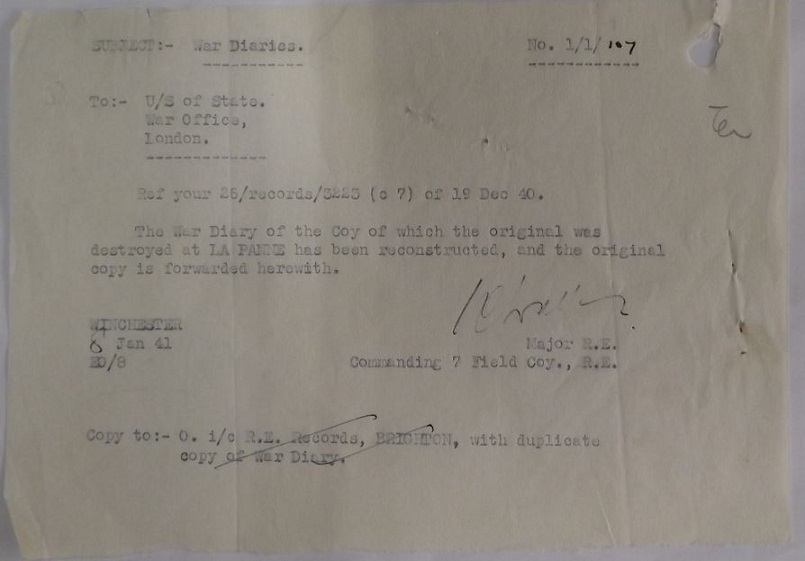 SUBJECT:- War Diaries. No. 1/1/107
To:- U/S of State.
War Office,
London.
Ref your 26/records/3223 (c 7) of 19 Dec 40.
The War Diary of the Coy of which the original was
destroyed at LA PANNE has been reconstructed, and the original
copy is forwarded herewith.
WINCHESTER
8 Jan 41 Major R.E.
ED/8 Commanding 7 Field Coy., R.E.
Copy to:- O. i/c R.E. Records, BRIGHTON, with duplicate
copy of War Diary.